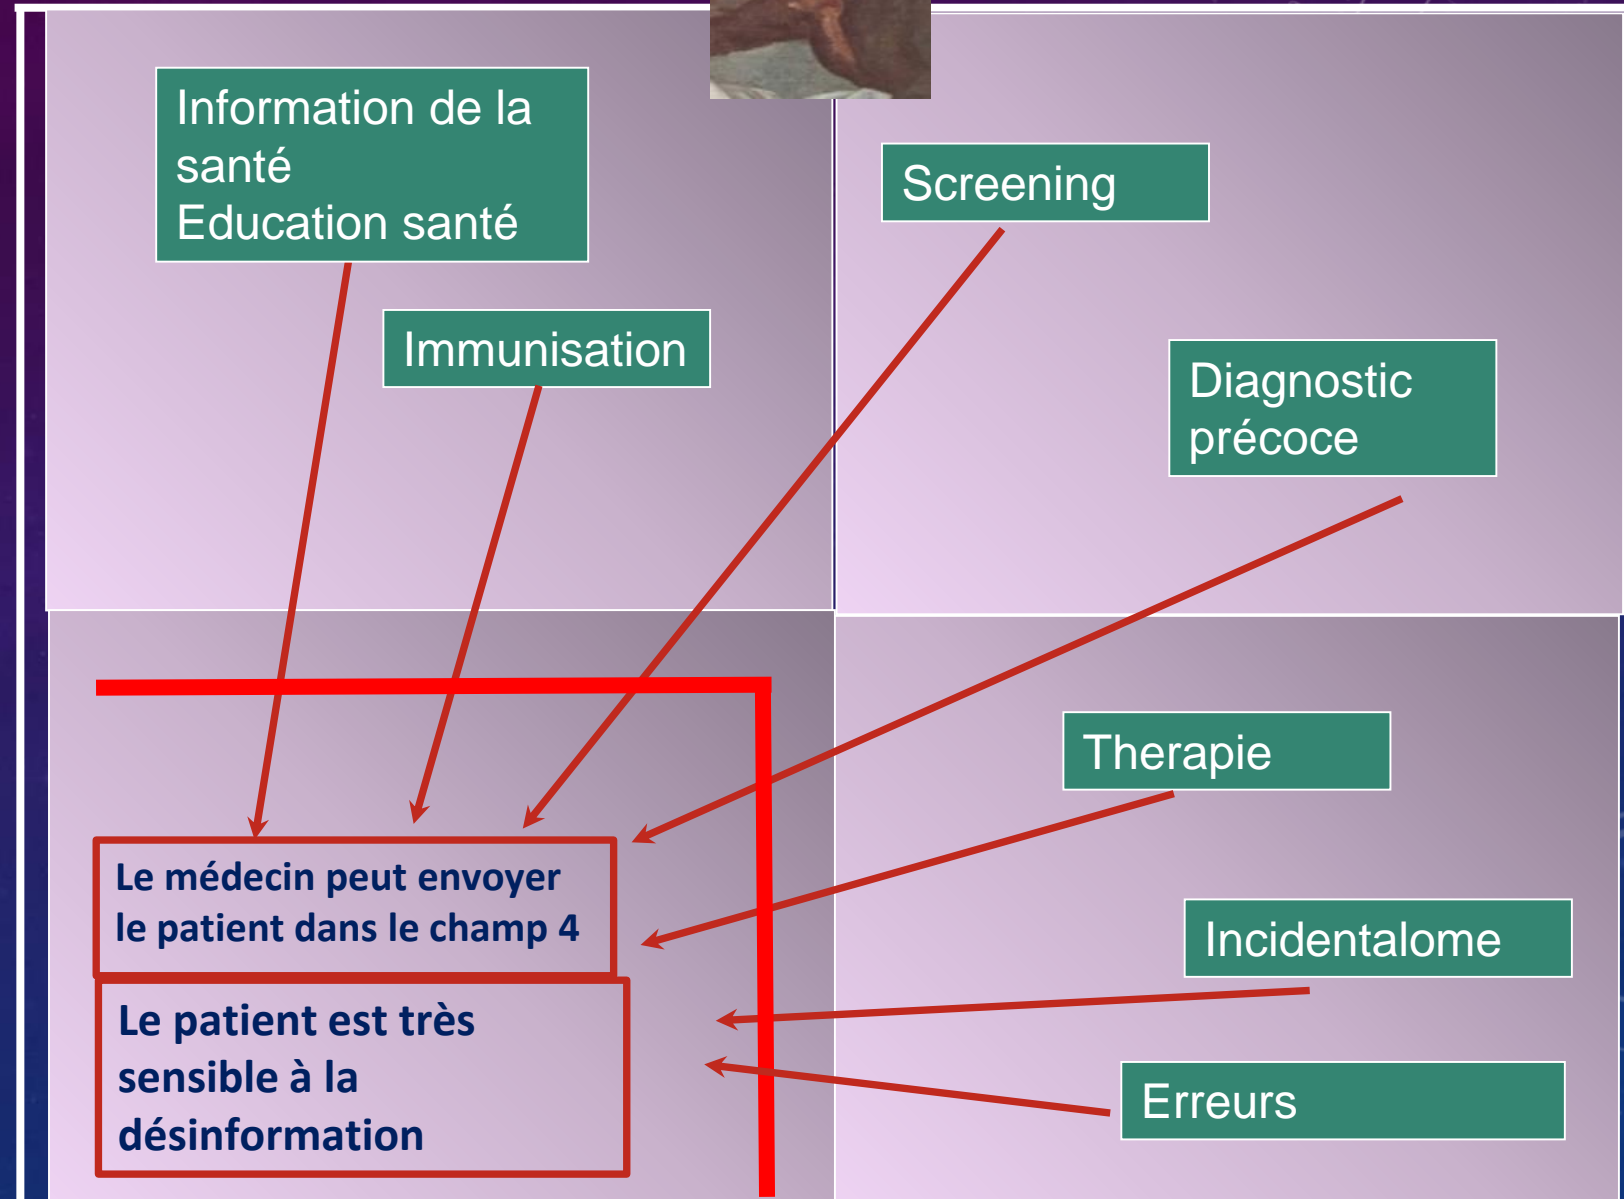 Information de la
santé
Education santé
Screening
Immunisation
Diagnostic
précoce
Therapie
Le médecin peut envoyer
le patient dans le champ 4
Incidentalome
Le patient est très
sensible à la
désinformation
Erreurs